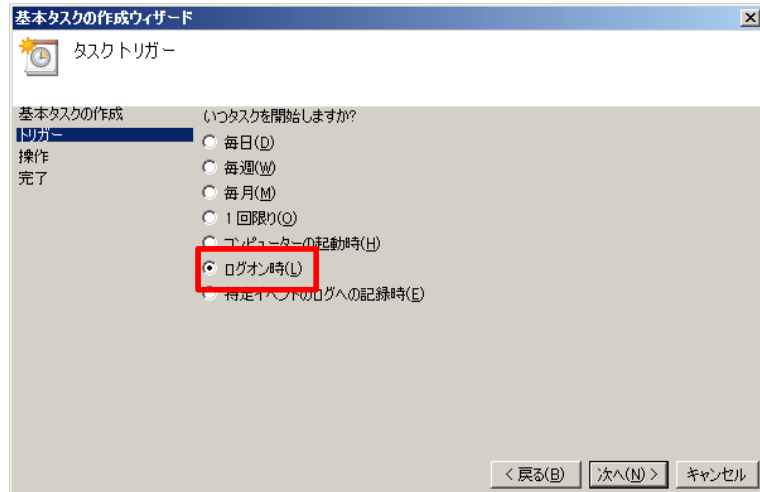 基本タスクの作成ウィザード
タスクトリガー
基本タスクの作成
トリガー
操作
完了
いつタスクを開始しますか?
毎日(D)
毎週(W)
毎月(M)
1回限り(O)
コンピューターの起動時(H)
ログオン時(L)
特定イベントのログへの記録時(E)
< 戻る(B)
次へ(N) >
キャンセル